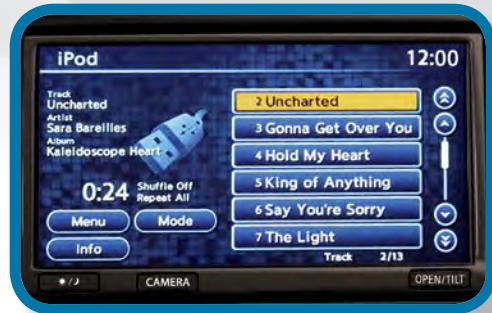 iPod
12:00
Track
Uncharted
Artist
Sara Bareilles
Album
Kaleidoscope Heart
0:24
Shuffle Off
Repeat All
Menu
Mode
Info
2 Uncharted
3 Gonna Get Over You
4 Hold My Heart
5 King of Anything
6 Say You're Sorry
7 The Light
Track 2/13
CAMERA
OPEN/TILT